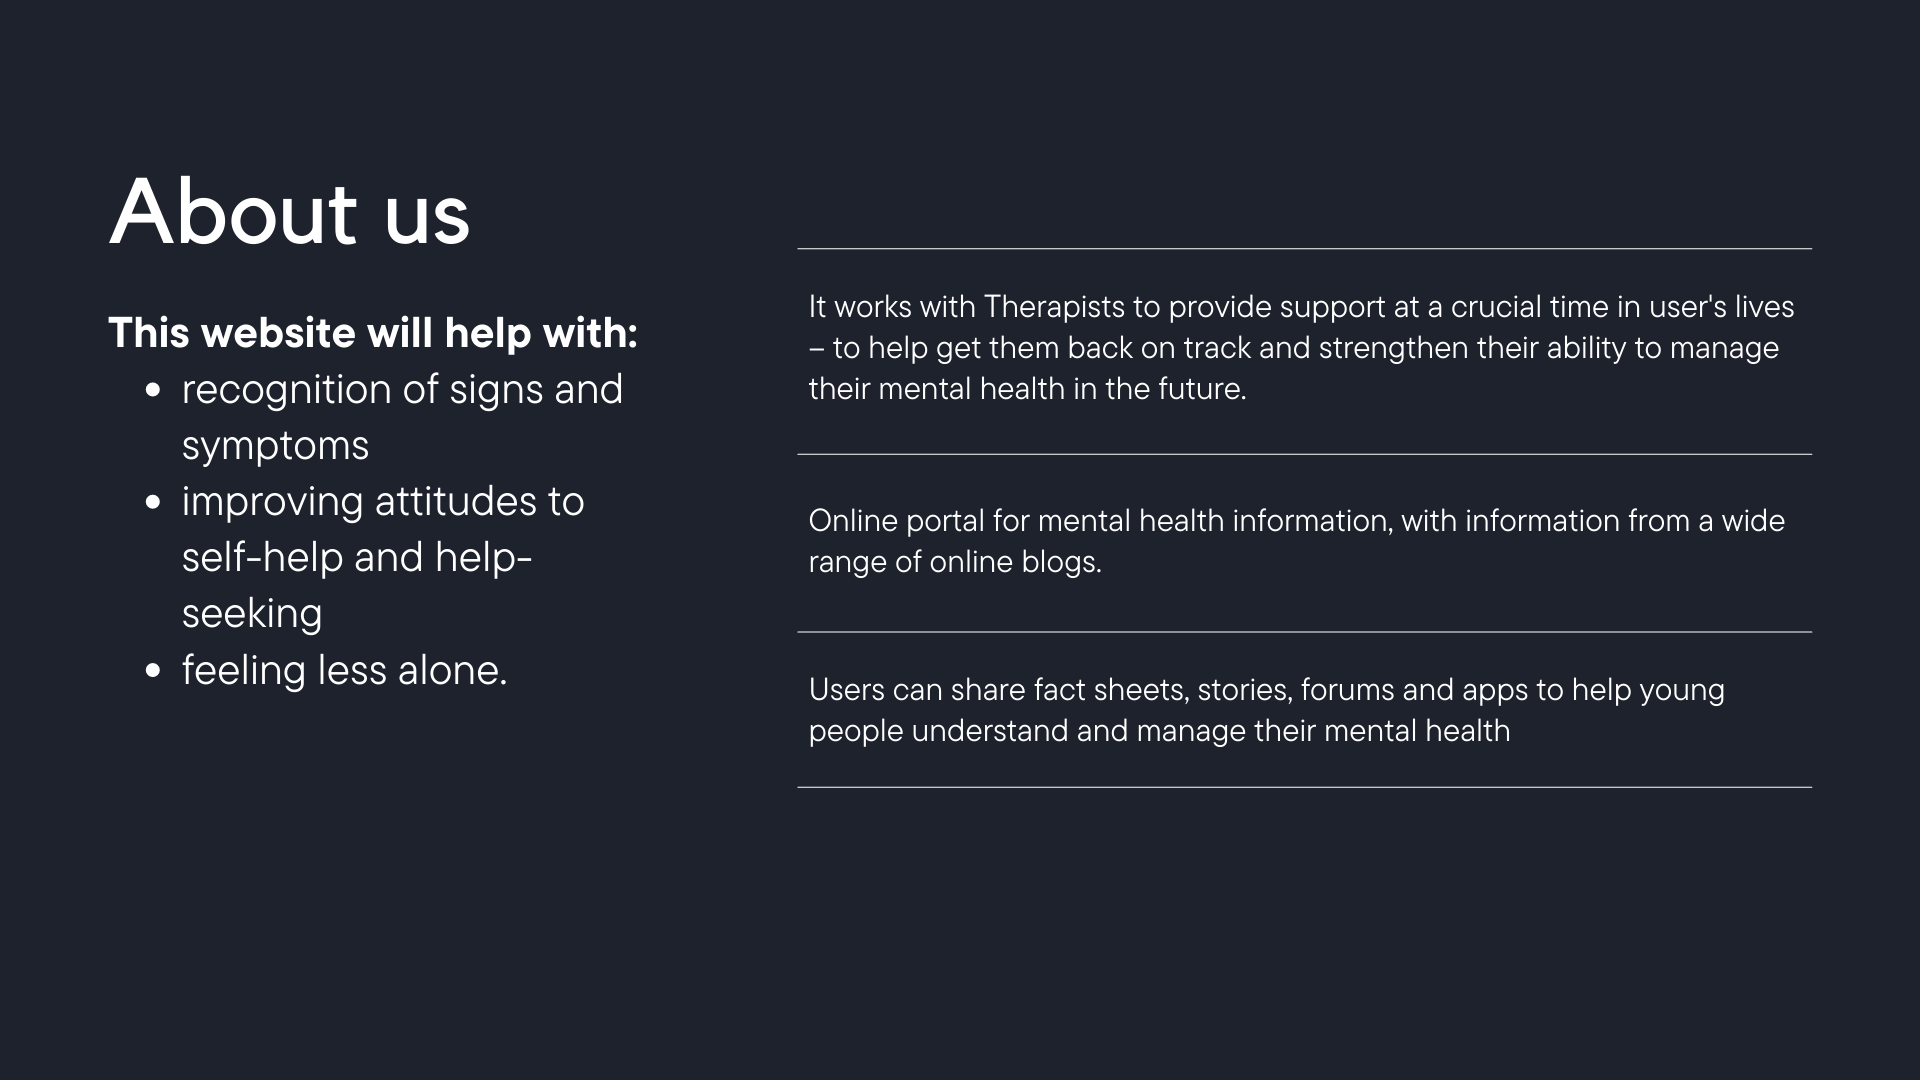 About us
This website will help with:
• recognition of signs and
symptoms
• improving attitudes to
self-help and help-
seeking
• feeling less alone.
It works with Therapists to provide support at a crucial time in user's lives
– to help get them back on track and strengthen their ability to manage
their mental health in the future.
Online portal for mental health information, with information from a wide
range of online blogs.
Users can share fact sheets, stories, forums and apps to help young
people understand and manage their mental health